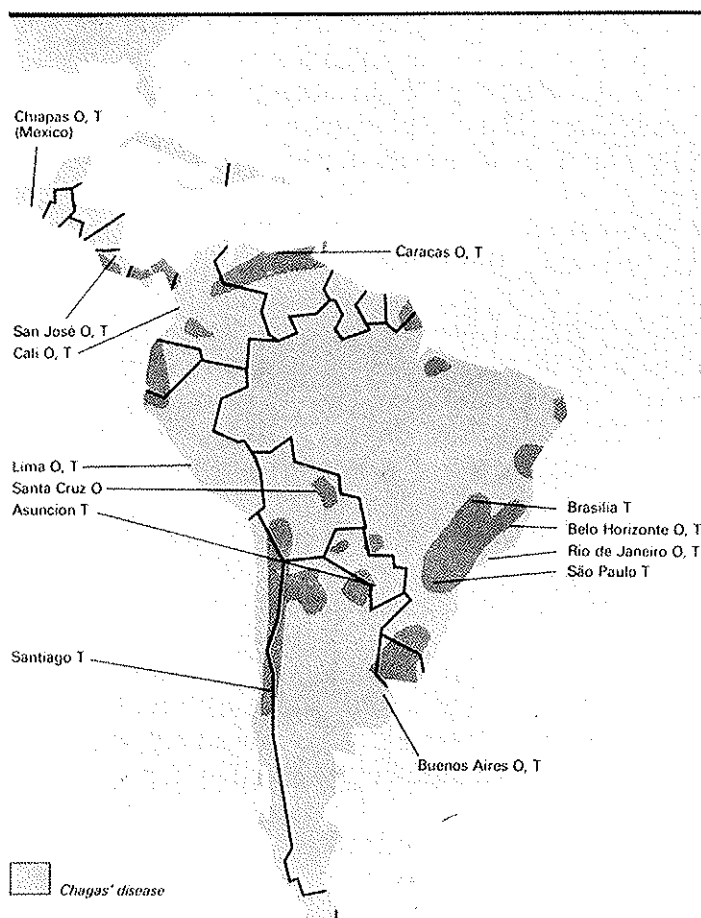 Chiapas O, T
(Mexico)
Caracas O, T
San José O, T
Cali O, T
Lima O, T
Santa Cruz O
Asuncion T
Brasilia T
Belo Horizonte O, T
Rio de Janeiro O, T
São Paulo T
Santiago T
Buenos Aires O, T
Chagas' disease